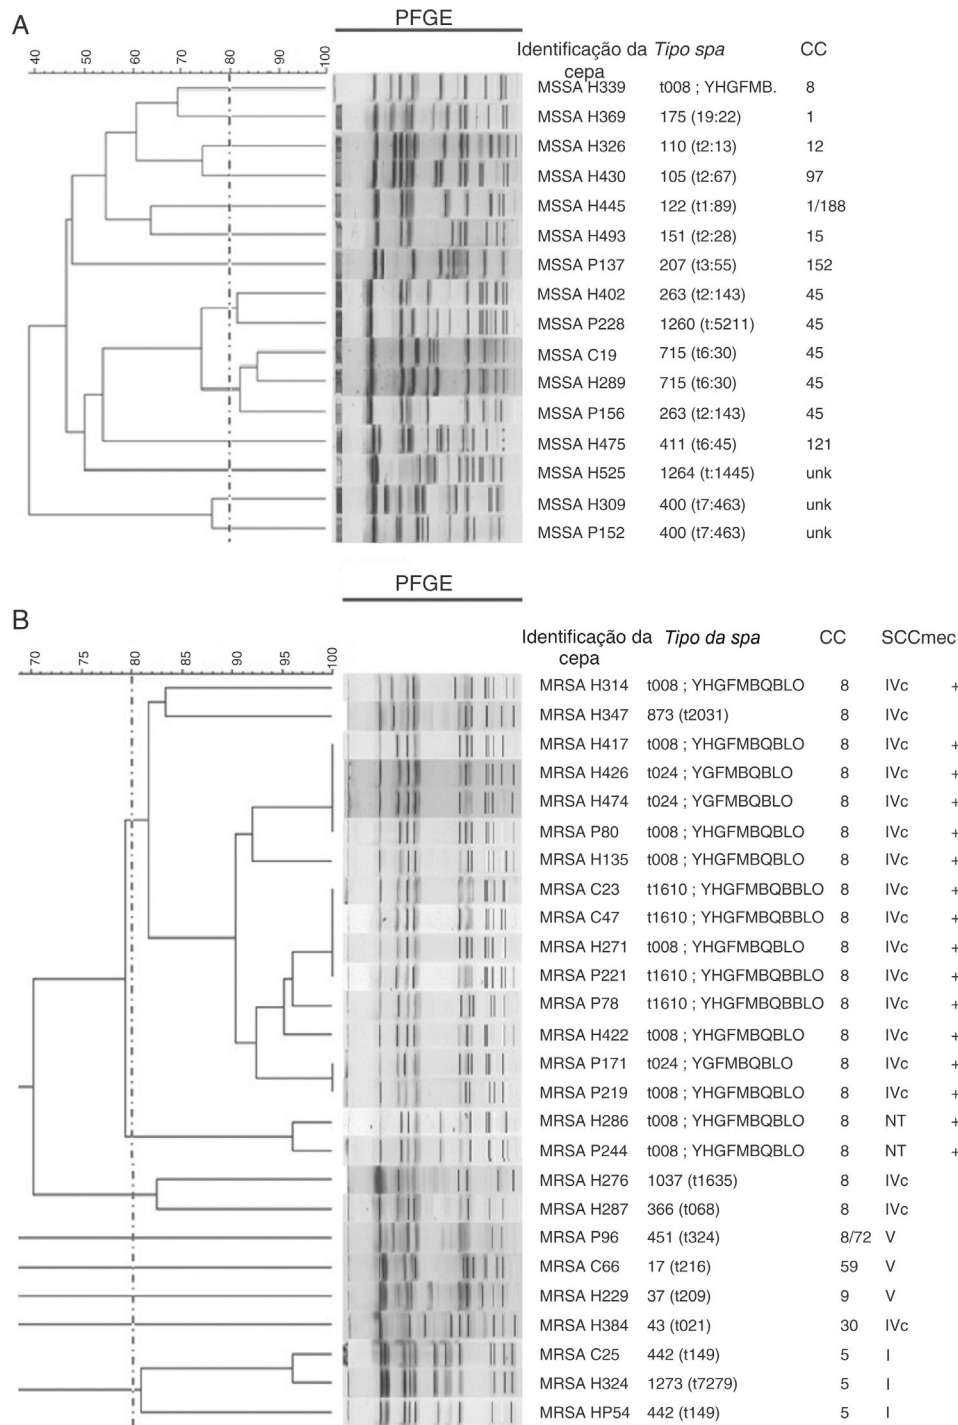 A
PFGE
Identificação da cepa Tipo spa CC
40 50 60 70 80 90 100
MSSA H339 t008 ; YHGFMB. 8
MSSA H369 175 (19:22) 1
MSSA H326 110 (t2:13) 12
MSSA H430 105 (t2:67) 97
MSSA H445 122 (t1:89) 1/188
MSSA H493 151 (t2:28) 15
MSSA P137 207 (t3:55) 152
MSSA H402 263 (t2:143) 45
MSSA P228 1260 (t:5211) 45
MSSA C19 715 (t6:30) 45
MSSA H289 715 (t6:30) 45
MSSA P156 263 (t2:143) 45
MSSA H475 411 (t6:45) 121
MSSA H525 1264 (t:1445) unk
MSSA H309 400 (t7:463) unk
MSSA P152 400 (t7:463) unk
PFGE
B
Identificação da cepa Tipo da spa CC SCCmec
70 75 80 85 90 95 100
MRSA H314 t008 ; YHGFMBQBLO 8 IVc +
MRSA H347 873 (t2031) 8 IVc
MRSA H417 t008 ; YHGFMBQBLO 8 IVc +
MRSA H426 t024 ; YGFMBQBLO 8 IVc +
MRSA H474 t024 ; YGFMBQBLO 8 IVc +
MRSA P80 t008 ; YHGFMBQBLO 8 IVc +
MRSA H135 t008 ; YHGFMBQBLO 8 IVc +
MRSA C23 t1610 ; YHGFMBQBBLO 8 IVc +
MRSA C47 t1610 ; YHGFMBQBBLO 8 IVc +
MRSA H271 t008 ; YHGFMBQBLO 8 IVc +
MRSA P221 t1610 ; YHGFMBQBBLO 8 IVc +
MRSA P78 t1610 ; YHGFMBQBBLO 8 IVc +
MRSA H422 t008 ; YHGFMBQBLO 8 IVc +
MRSA P171 t024 ; YGFMBQBLO 8 IVc +
MRSA P219 t008 ; YHGFMBQBLO 8 IVc +
MRSA H286 t008 ; YHGFMBQBLO 8 NT +
MRSA P244 t008 ; YHGFMBQBLO 8 NT +
MRSA H276 1037 (t1635) 8 IVc
MRSA H287 366 (t068) 8 IVc
MRSA P96 451 (t324) 8/72 V
MRSA C66 17 (t216) 59 V
MRSA H229 37 (t209) 9 V
MRSA H384 43 (t021) 30 IVc
MRSA C25 442 (t149) 5 I
MRSA H324 1273 (t7279) 5 I
MRSA HP54 442 (t149) 5 I